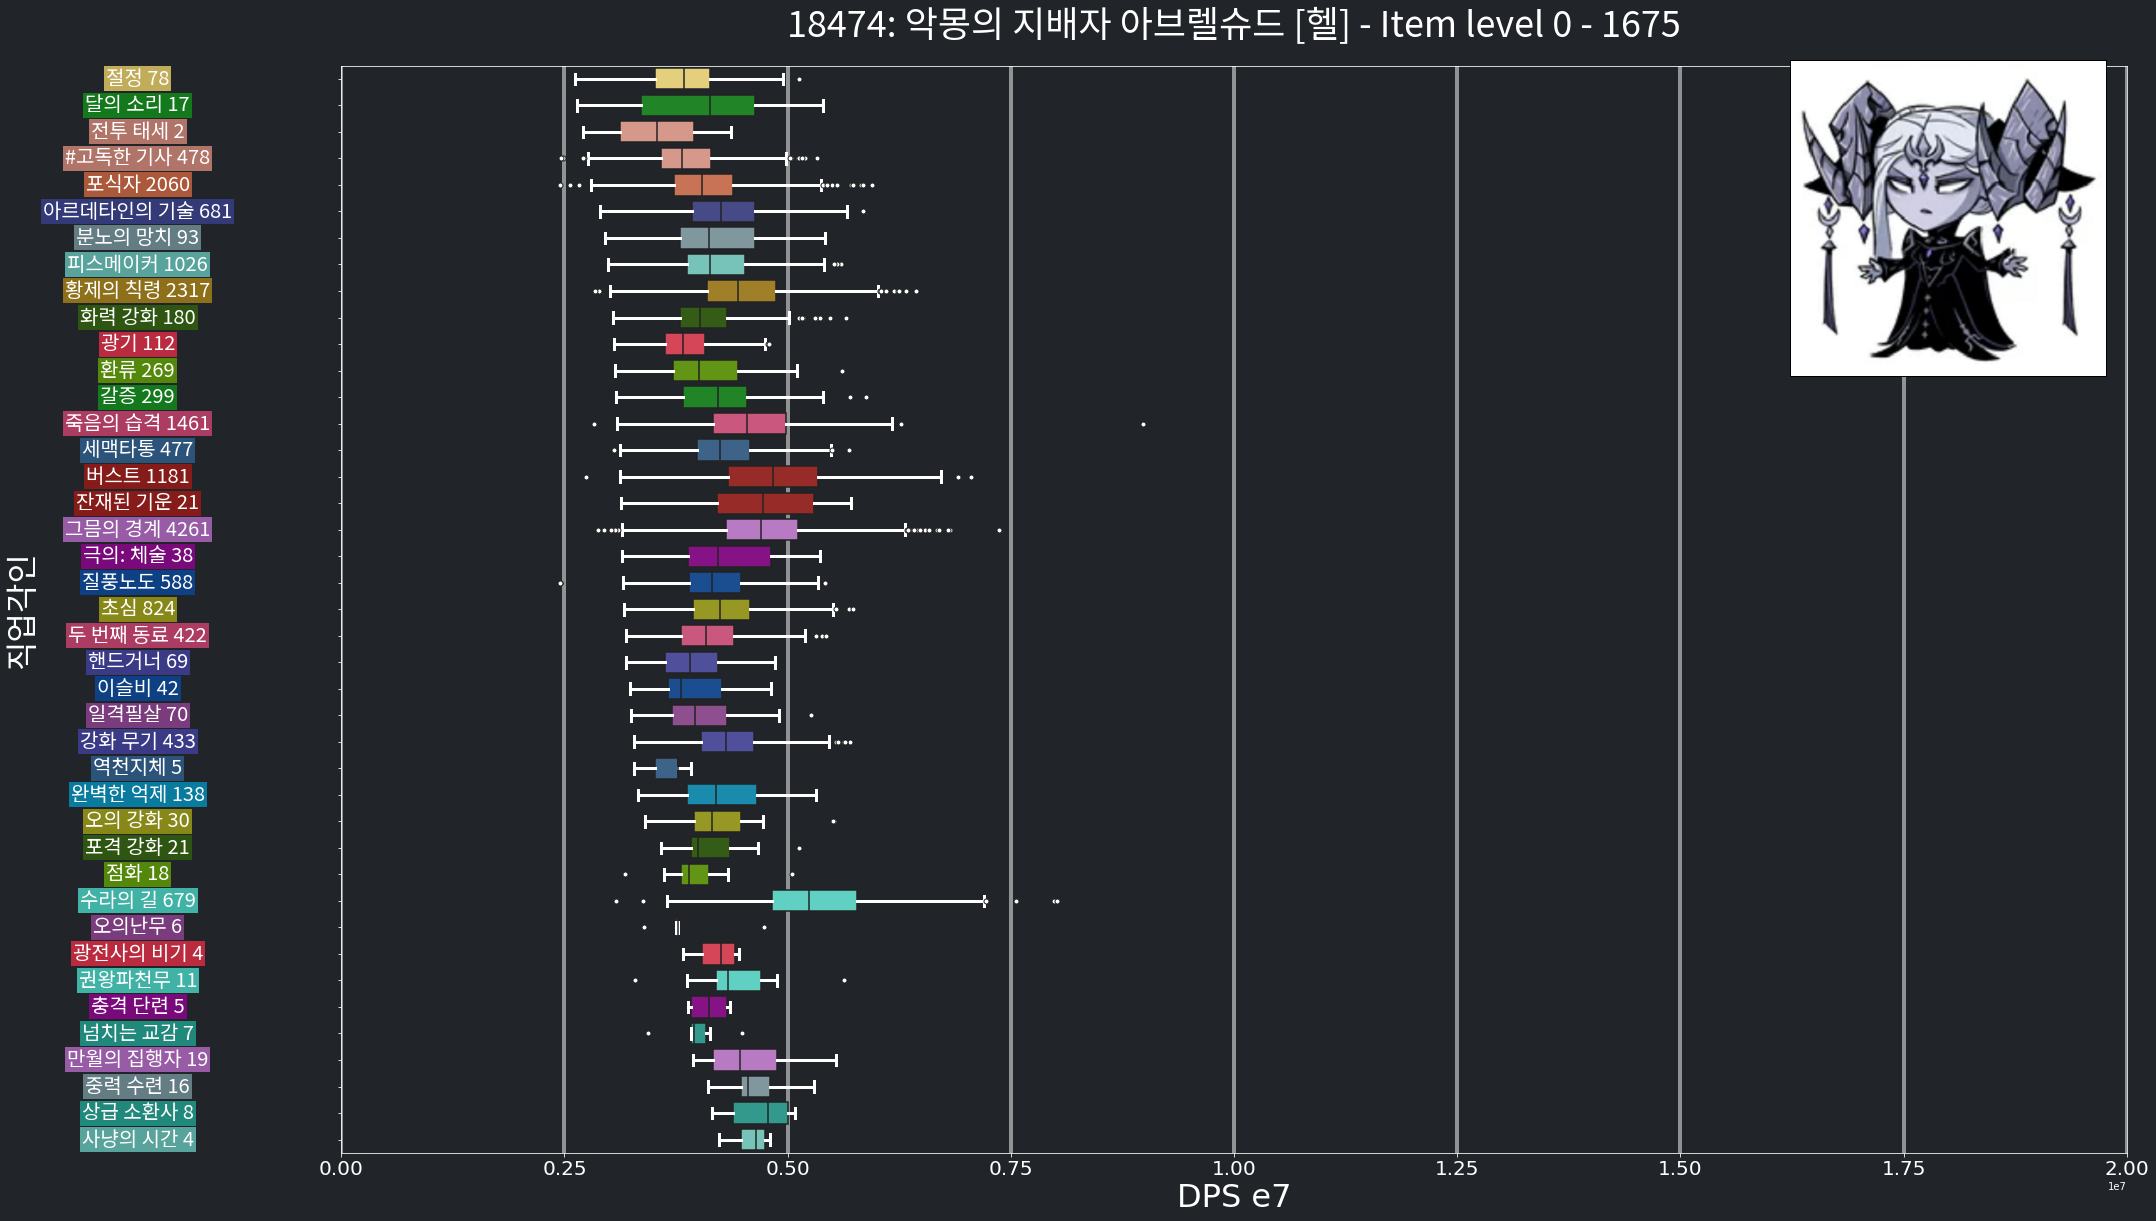 18474: 악몽의 지배자 아브렐슈드 [헬] - Item level 0 - 1675
직업각인
절정 78
달의 소리 17
전투 태세 2
#고독한 기사 478
포식자 2060
아르데타인의 기술 681
분노의 망치 93
피스메이커 1026
황제의 칙령 2317
화력 강화 180
광기 112
환류 269
갈증 299
죽음의 습격 1461
세맥타통 477
버스트 1181
잔재된 기운 21
그믐의 경계 4261
극의: 체술 38
질풍노도 588
초심 824
두 번째 동료 422
핸드거너 69
이슬비 42
일격필살 70
강화 무기 433
역천지체 5
완벽한 억제 138
오의 강화 30
포격 강화 21
점화 18
수라의 길 679
오의난무 6
광전사의 비기 4
권왕파천무 11
충격 단련 5
넘치는 교감 7
만월의 집행자 19
중력 수련 16
상급 소환사 8
사냥의 시간 4
0.00 0.25 0.50 0.75 1.00 1.25 1.50 1.75 2.00
1e7
DPS e7